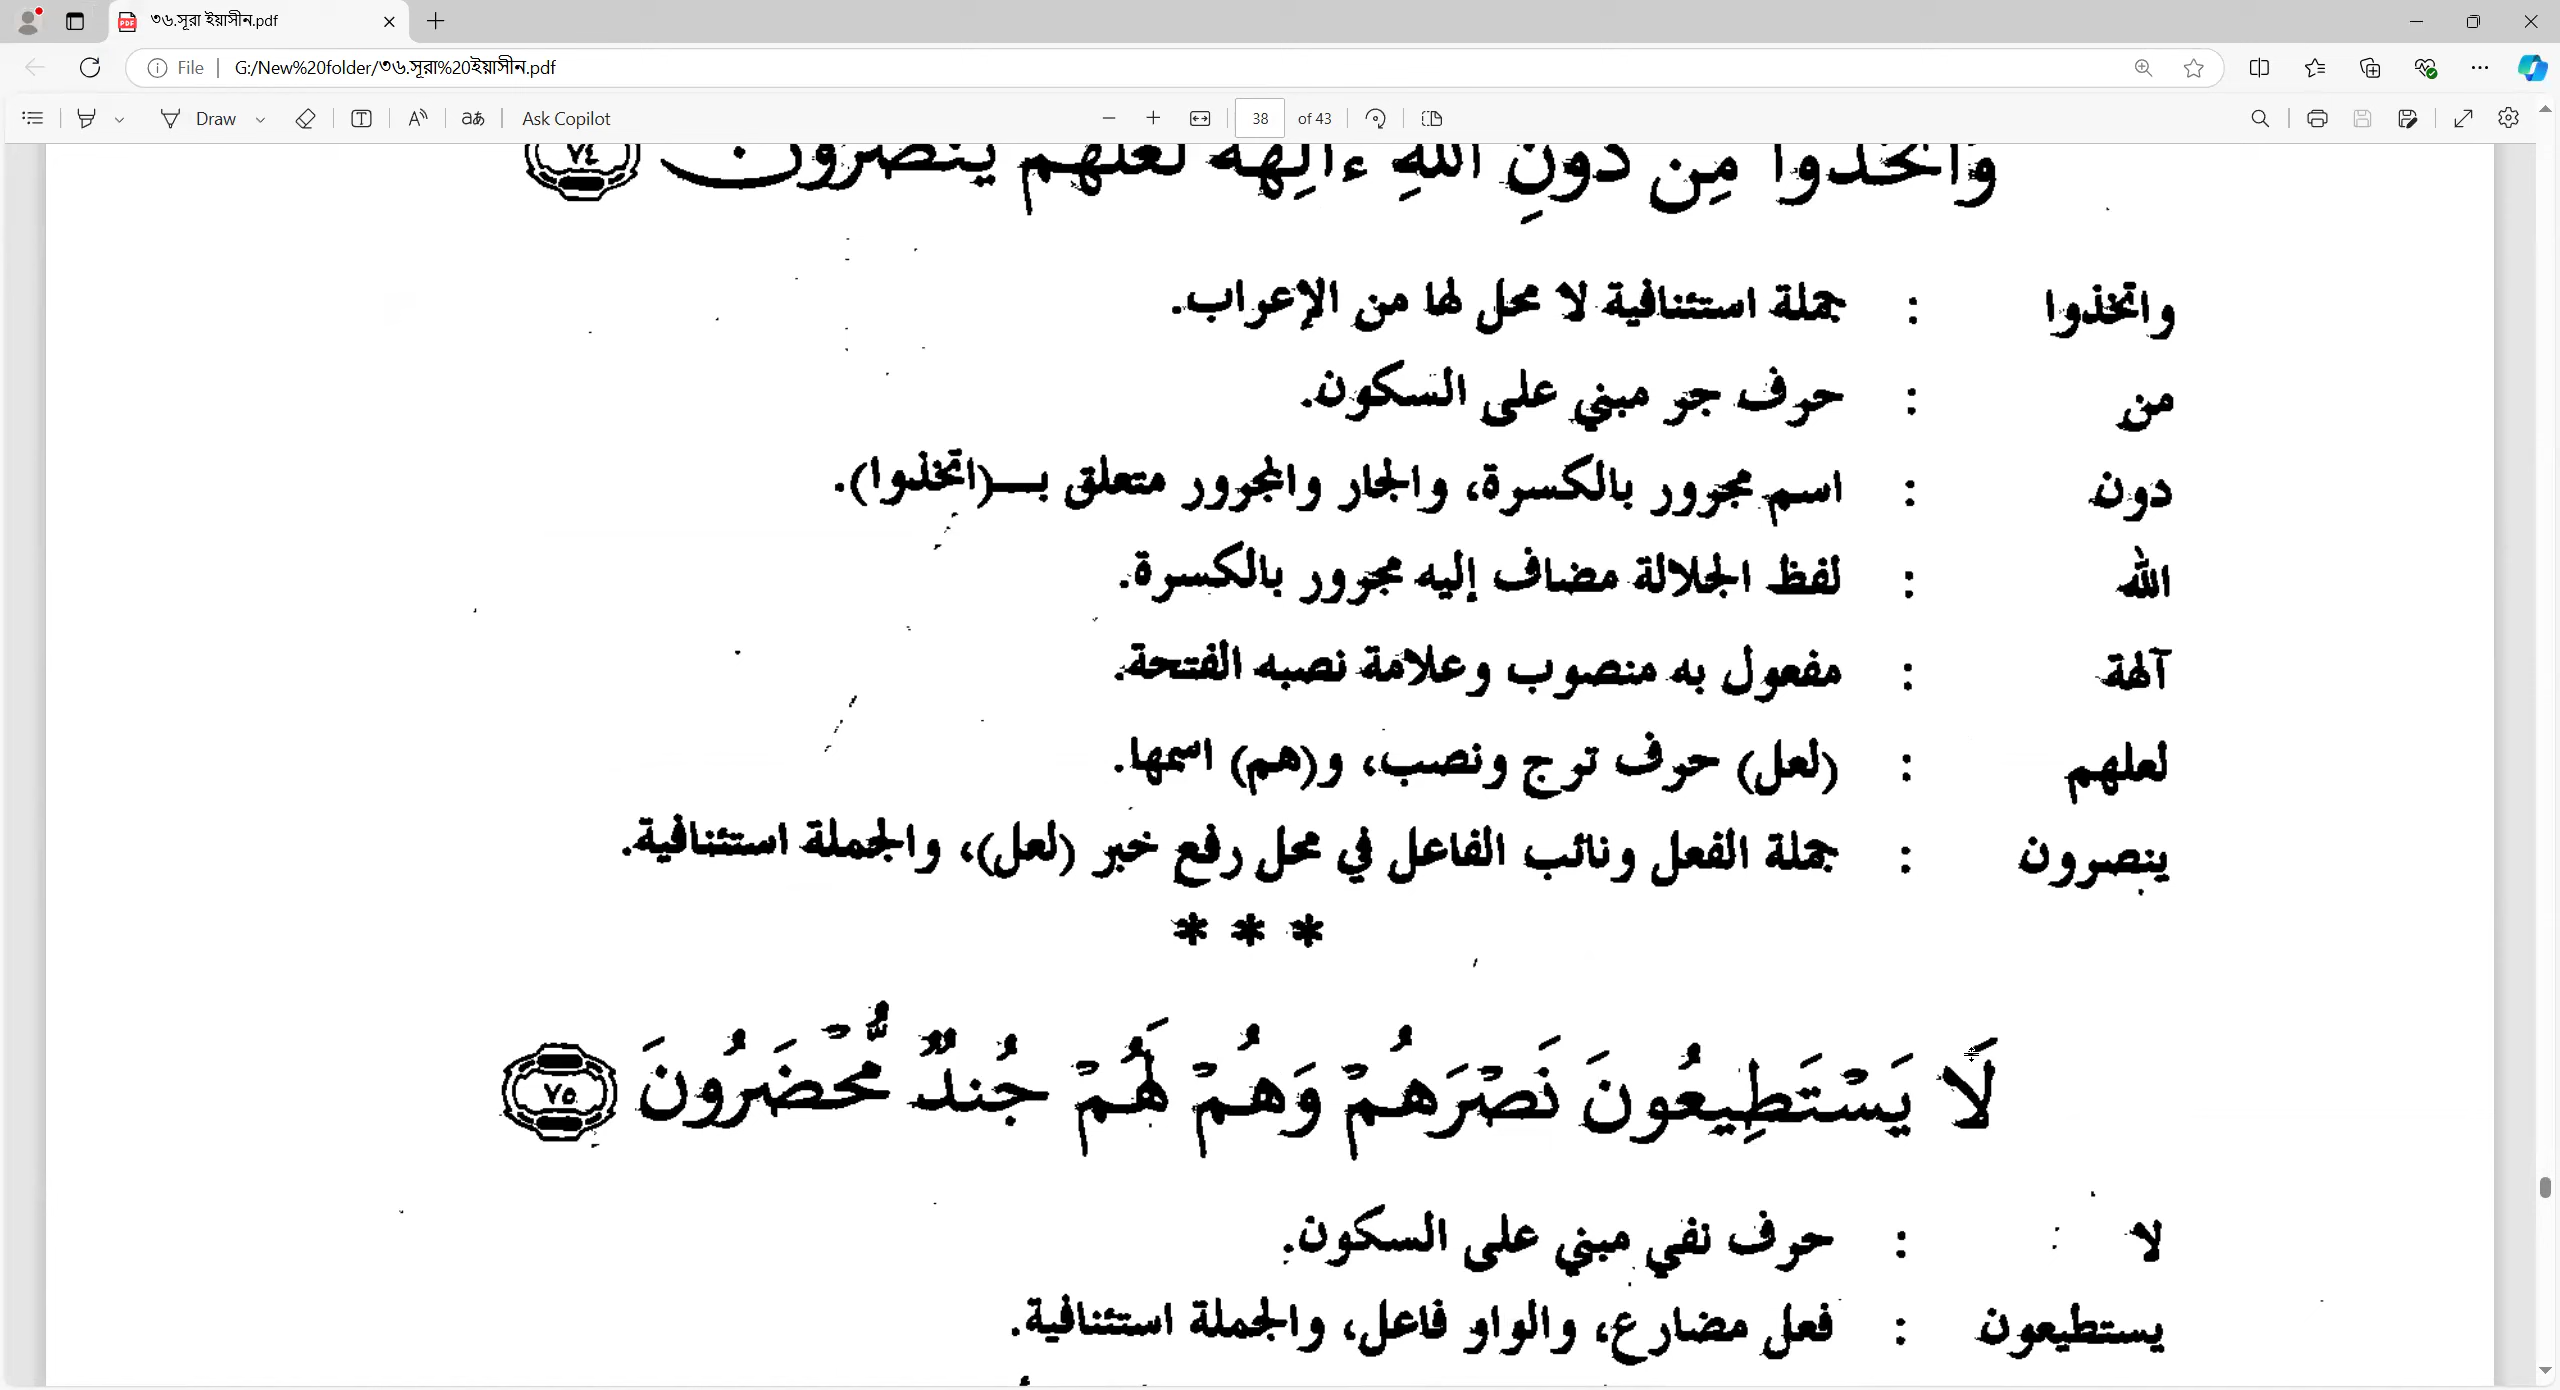 ৩৬.সূরা ইয়াসীন.pdf
File G:/New%20folder/৩৬.সূরা%20ইয়াসীন.pdf
Draw Ask Copilot 38 of 43
وَاتَّخَذُوا مِن دُونِ اللَّهِ ءَالِهَةً لَّعَلَّهُمْ يُنصَرُونَ ٧٤
واتخذوا : جملة استئنافية لا محل لها من الإعراب.
من : حرف جر مبني على السكون.
دون : اسم مجرور بالكسرة، والجار والمجرور متعلق بــ(اتخذوا).
الله : لفظ الجلالة مضاف إليه مجرور بالكسرة.
آلهة : مفعول به منصوب وعلامة نصبه الفتحة.
لعلهم : (لعل) حرف ترج ونصب، و(هم) اسمها.
ينصرون : جملة الفعل ونائب الفاعل في محل رفع خبر (لعل)، والجملة استئنافية.
* * *
لَا يَسْتَطِيعُونَ نَصْرَهُمْ وَهُمْ لَهُمْ جُندٌ مُّحْضَرُونَ ٧٥
لا : حرف نفي مبني على السكون.
يستطيعون : فعل مضارع، والواو فاعل، والجملة استئنافية.